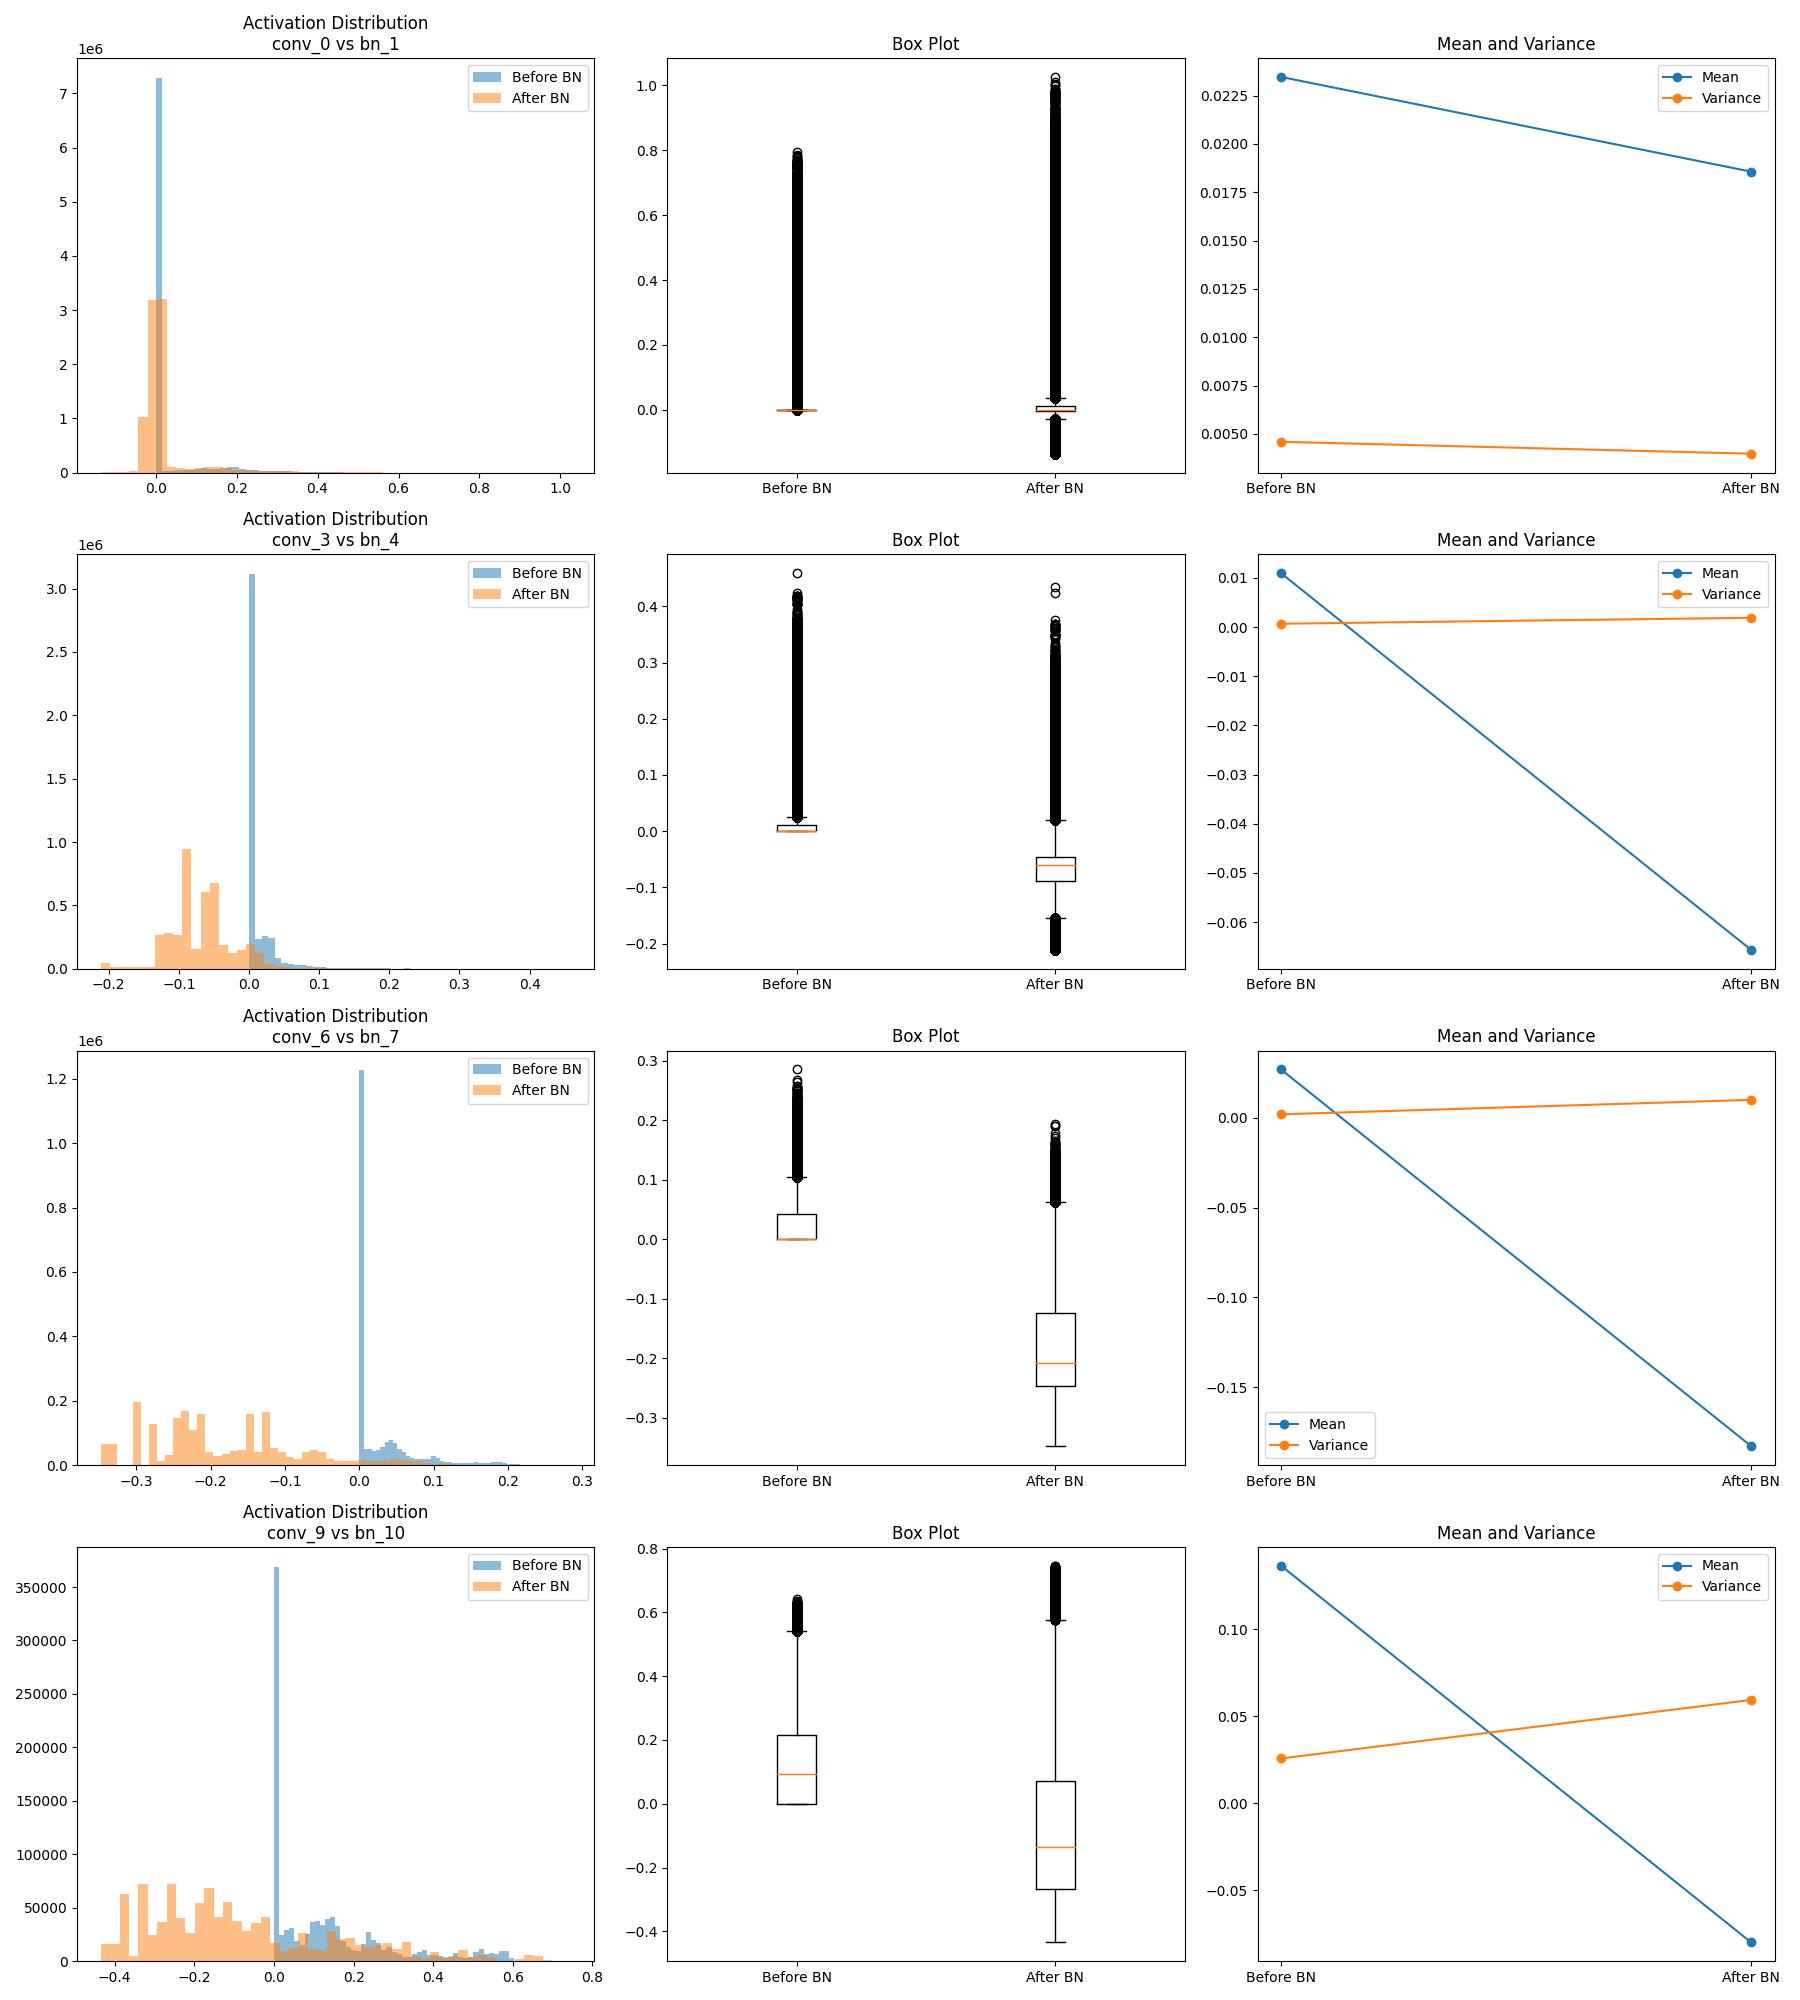 Activation Distribution
conv_0 vs bn_1
1e6
7
6
5
4
3
2
1
0
0.0 0.2 0.4 0.6 0.8 1.0
Before BN
After BN
Box Plot
1.0
0.8
0.6
0.4
0.2
0.0
Before BN After BN
Mean and Variance
0.0225
0.0200
0.0175
0.0150
0.0125
0.0100
0.0075
0.0050
Before BN After BN
Mean
Variance
Activation Distribution
conv_3 vs bn_4
1e6
3.0
2.5
2.0
1.5
1.0
0.5
0.0
−0.2 −0.1 0.0 0.1 0.2 0.3 0.4
Before BN
After BN
Box Plot
0.4
0.3
0.2
0.1
0.0
−0.1
−0.2
Before BN After BN
Mean and Variance
0.01
0.00
−0.01
−0.02
−0.03
−0.04
−0.05
−0.06
Before BN After BN
Mean
Variance
Activation Distribution
conv_6 vs bn_7
1e6
1.2
1.0
0.8
0.6
0.4
0.2
0.0
−0.3 −0.2 −0.1 0.0 0.1 0.2 0.3
Before BN
After BN
Box Plot
0.3
0.2
0.1
0.0
−0.1
−0.2
−0.3
Before BN After BN
Mean and Variance
0.00
−0.05
−0.10
−0.15
Before BN After BN
Mean
Variance
Activation Distribution
conv_9 vs bn_10
350000
300000
250000
200000
150000
100000
50000
0
−0.4 −0.2 0.0 0.2 0.4 0.6 0.8
Before BN
After BN
Box Plot
0.8
0.6
0.4
0.2
0.0
−0.2
−0.4
Before BN After BN
Mean and Variance
0.10
0.05
0.00
−0.05
Before BN After BN
Mean
Variance